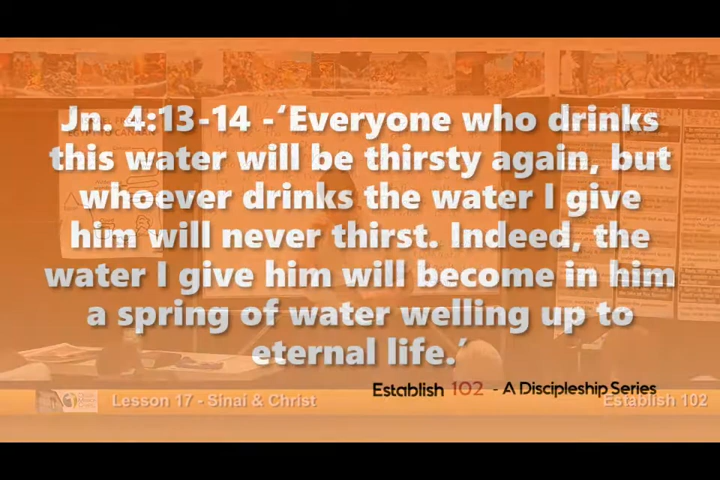 Jn. 4:13-14 -‘Everyone who drinks
this water will be thirsty again, but
whoever drinks the water I give
him will never thirst. Indeed, the
water I give him will become in him
a spring of water welling up to
eternal life.’
Establish 102 - A Discipleship Series
Lesson 17 - Sinai & Christ
Establish 102